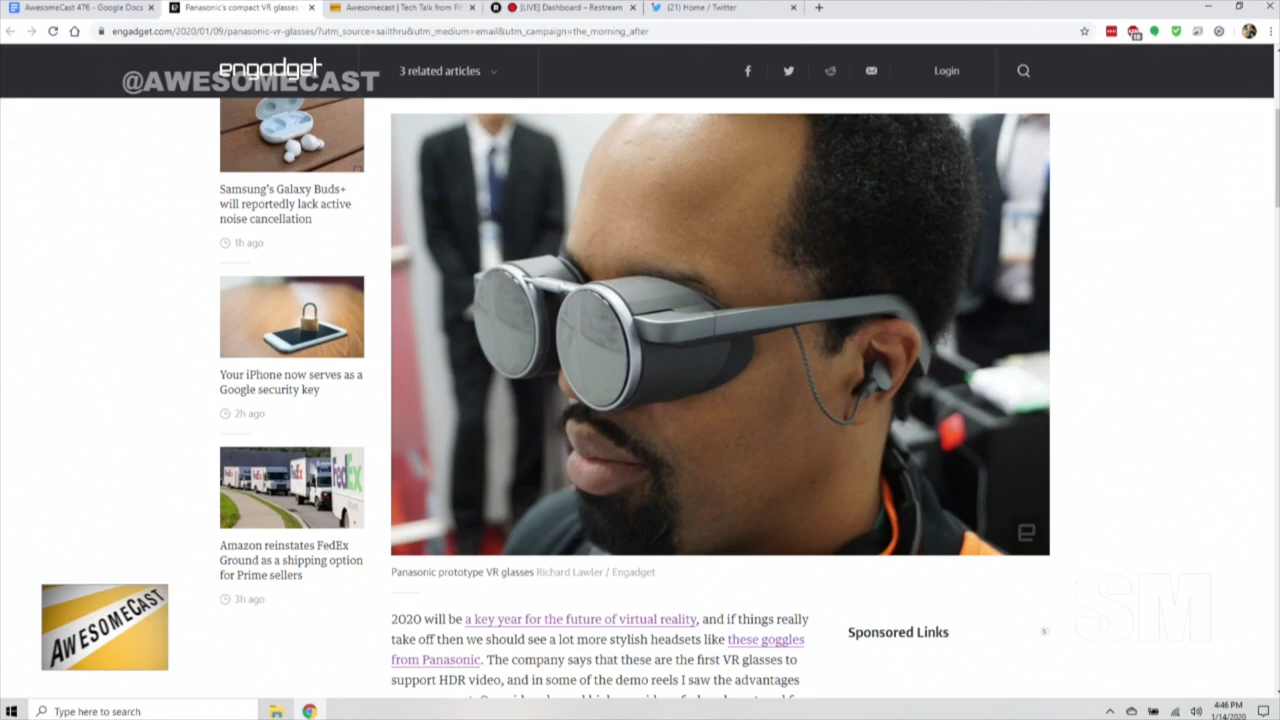 AwesomeCast 476 - Google Docs
Panasonic's compact VR glasses
Awesomecast | Tech Talk from Pi
[LIVE] Dashboard – Restream
(21) Home / Twitter
engadget.com/2020/01/09/panasonic-vr-glasses/?utm_source=sailthru&utm_medium=email&utm_campaign=the_morning_after
engadget
@AWESOMECAST
3 related articles
Login
Samsung's Galaxy Buds+
will reportedly lack active
noise cancellation
1h ago
Your iPhone now serves as a
Google security key
2h ago
FedEx
FedEx
Amazon reinstates FedEx
Ground as a shipping option
for Prime sellers
3h ago
AWESOMECAST
Panasonic prototype VR glasses Richard Lawler / Engadget
2020 will be a key year for the future of virtual reality, and if things really
take off then we should see a lot more stylish headsets like these goggles
from Panasonic. The company says that these are the first VR glasses to
support HDR video, and in some of the demo reels I saw the advantages
Sponsored Links
SM
Type here to search
4:46 PM
1/14/2020